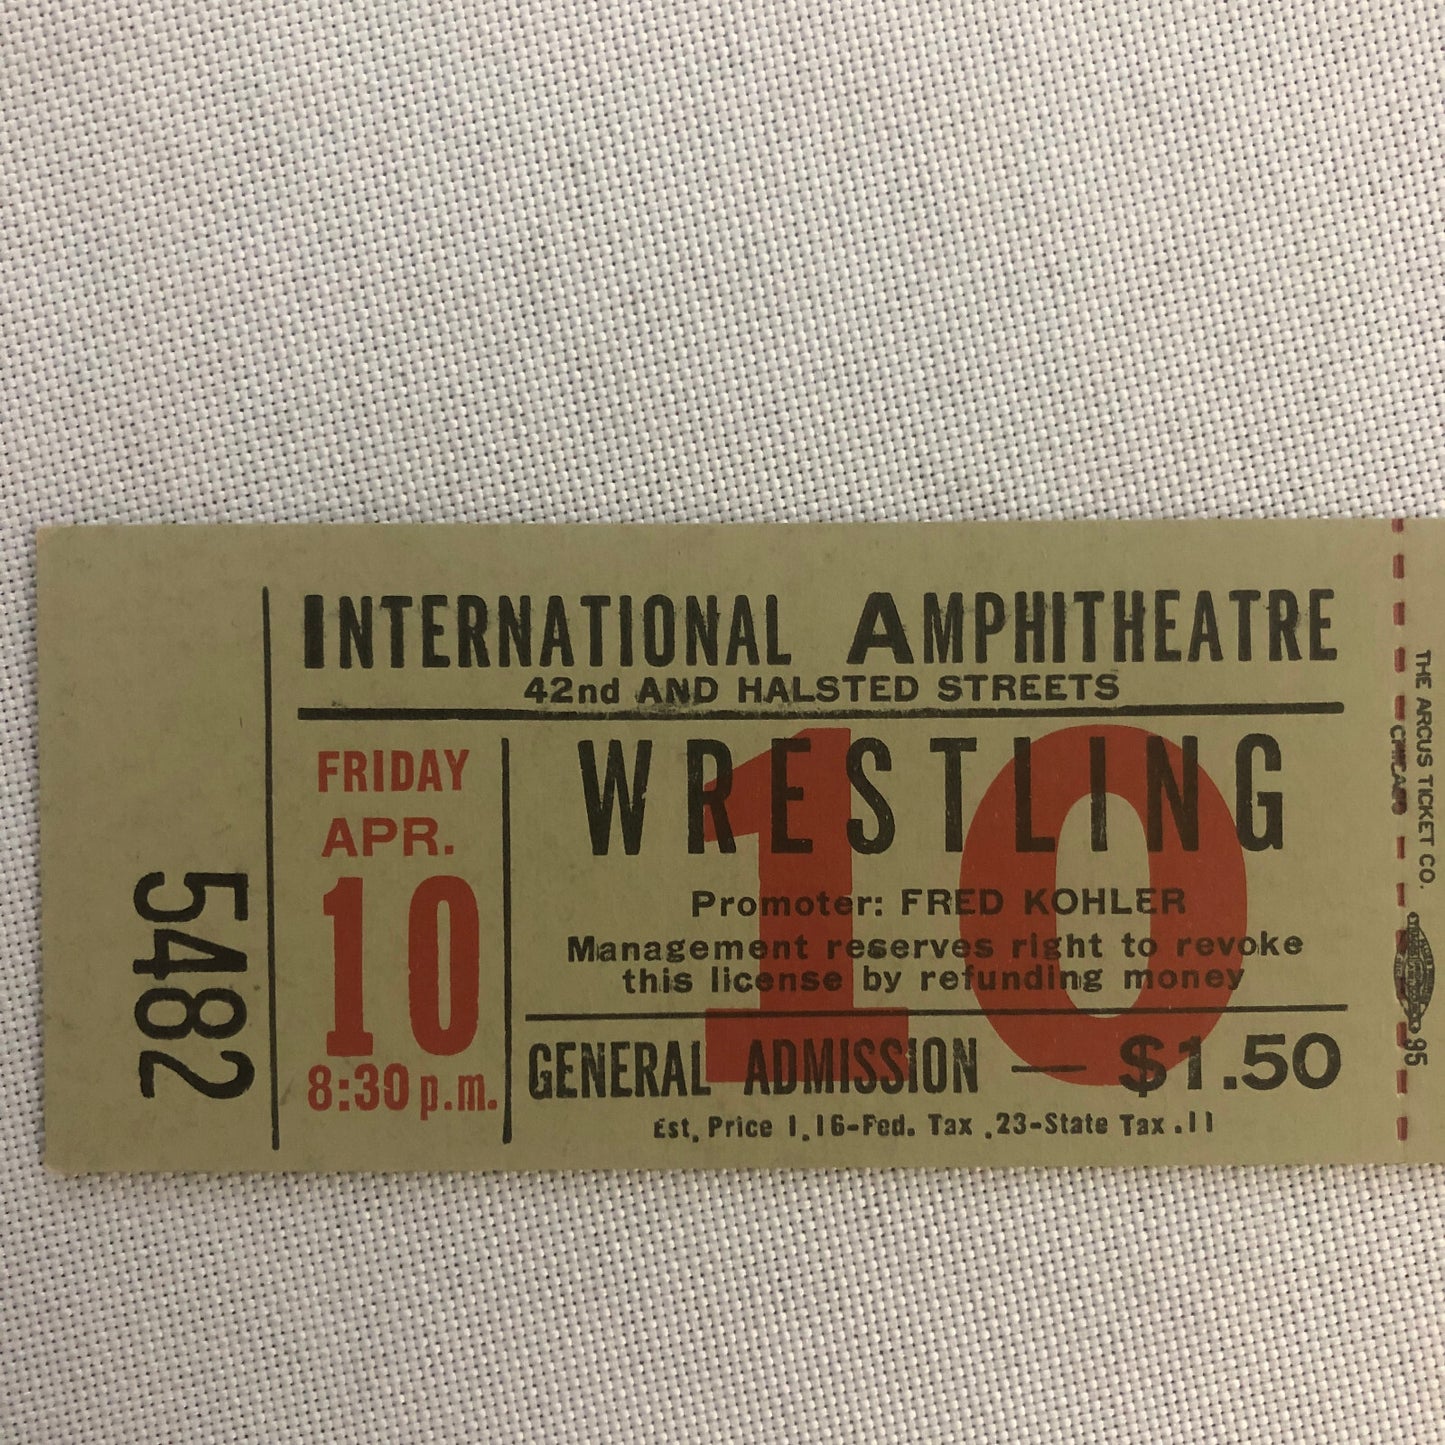 5482
INTERNATIONAL AMPHITHEATRE
42nd AND HALSTED STREETS
FRIDAY
APR.
10
8:30 p.m.
10
WRESTLING
Promoter: FRED KOHLER
Management reserves right to revoke
this license by refunding money
GENERAL ADMISSION — $1.50
Est. Price 1.16-Fed. Tax .23-State Tax .11
THE ARCUS TICKET CO.
CHICAGO
95